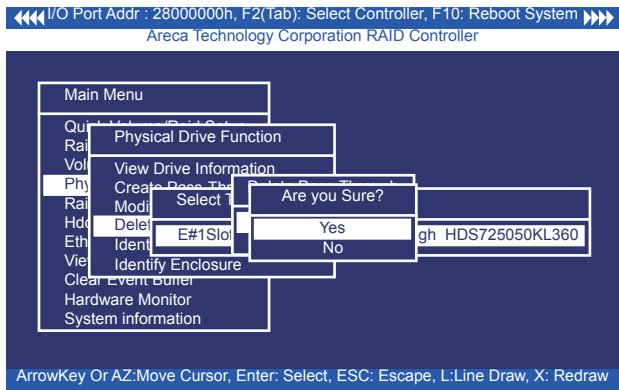 I/O Port Addr : 28000000h, F2(Tab): Select Controller, F10: Reboot System
Areca Technology Corporation RAID Controller
Main Menu
Physical Drive Function
View Drive Information
Select
Are you Sure?
E#1Slot
Yes
gh HDS725050KL360
No
Identify Enclosure
Clear Event Buffer
Hardware Monitor
System information
ArrowKey Or AZ:Move Cursor, Enter: Select, ESC: Escape, L:Line Draw, X: Redraw